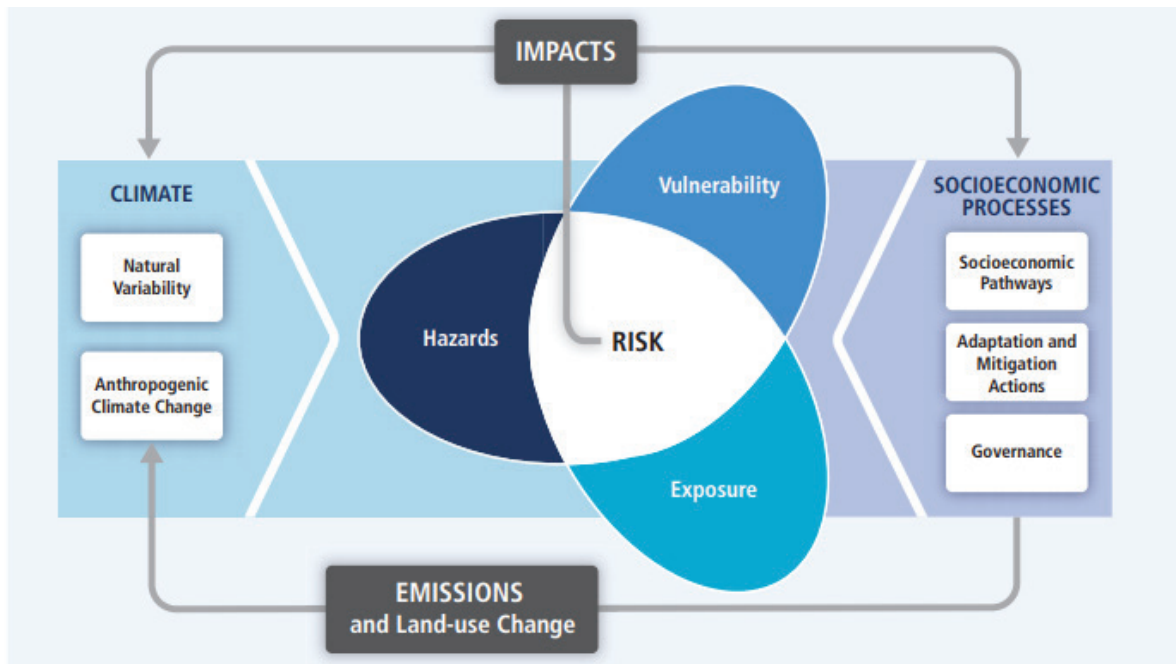 IMPACTS
CLIMATE
Natural
Variability
Anthropogenic
Climate Change
Vulnerability
Hazards
RISK
Exposure
SOCIOECONOMIC
PROCESSES
Socioeconomic
Pathways
Adaptation and
Mitigation
Actions
Governance
EMISSIONS
and Land-use Change